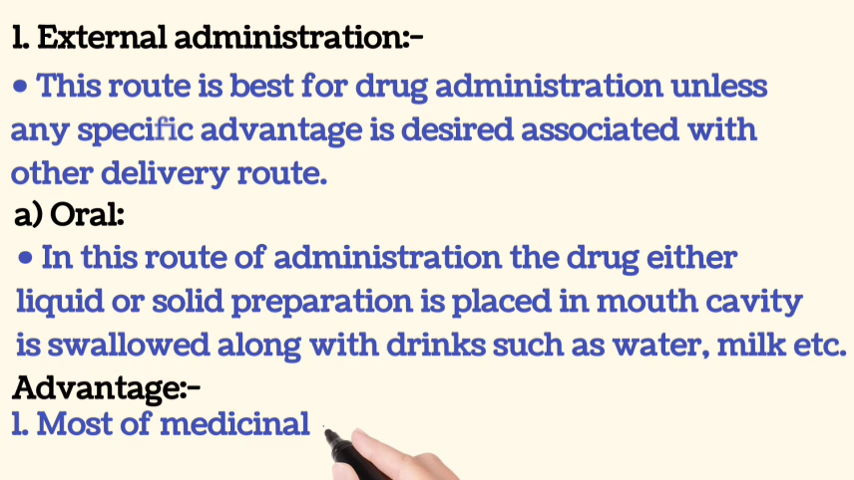 1. External administration:-
• This route is best for drug administration unless
any specific advantage is desired associated with
other delivery route.
a) Oral:
• In this route of administration the drug either
liquid or solid preparation is placed in mouth cavity
is swallowed along with drinks such as water, milk etc.
Advantage:-
1. Most of medicinal